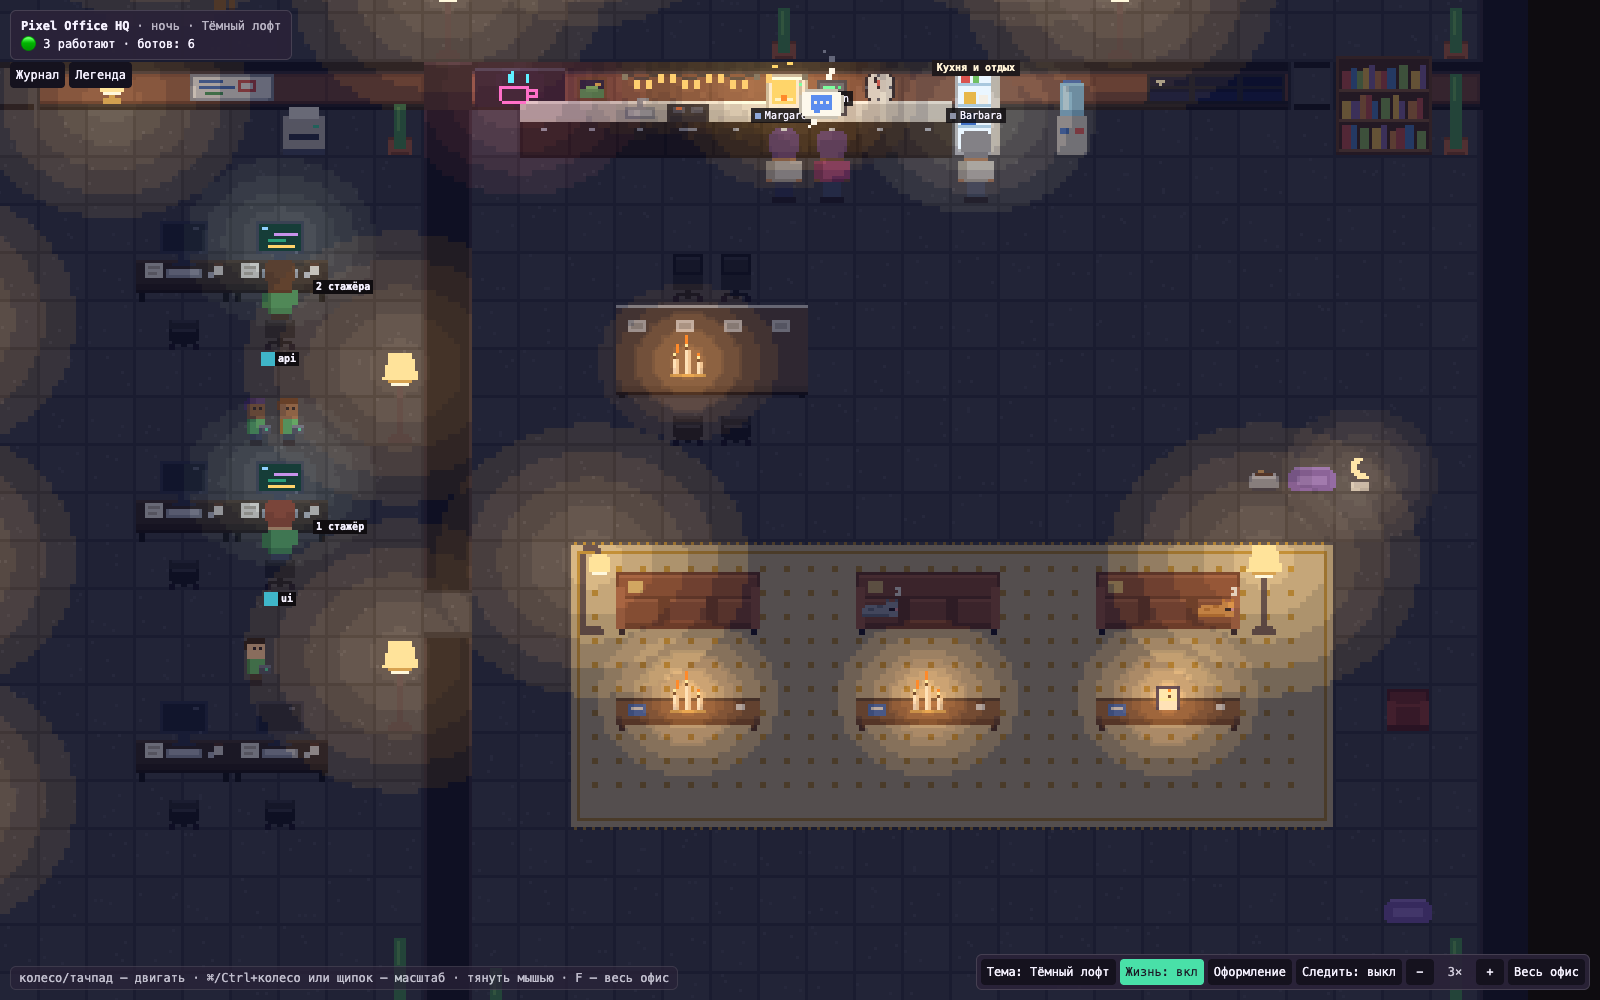 Pixel Office HQ · ночь · Тёмный лофт
3 работают · ботов: 6
Журнал
Легенда
Кухня и отдых
Barbara
2 стажёра
api
1 стажёр
ui
колесо/тачпад — двигать · ⌘/Ctrl+колесо или щипок — масштаб · тянуть мышью · F — весь офис
Тема: Тёмный лофт
Жизнь: вкл
Оформление
Следить: выкл
−
3×
+
Весь офис